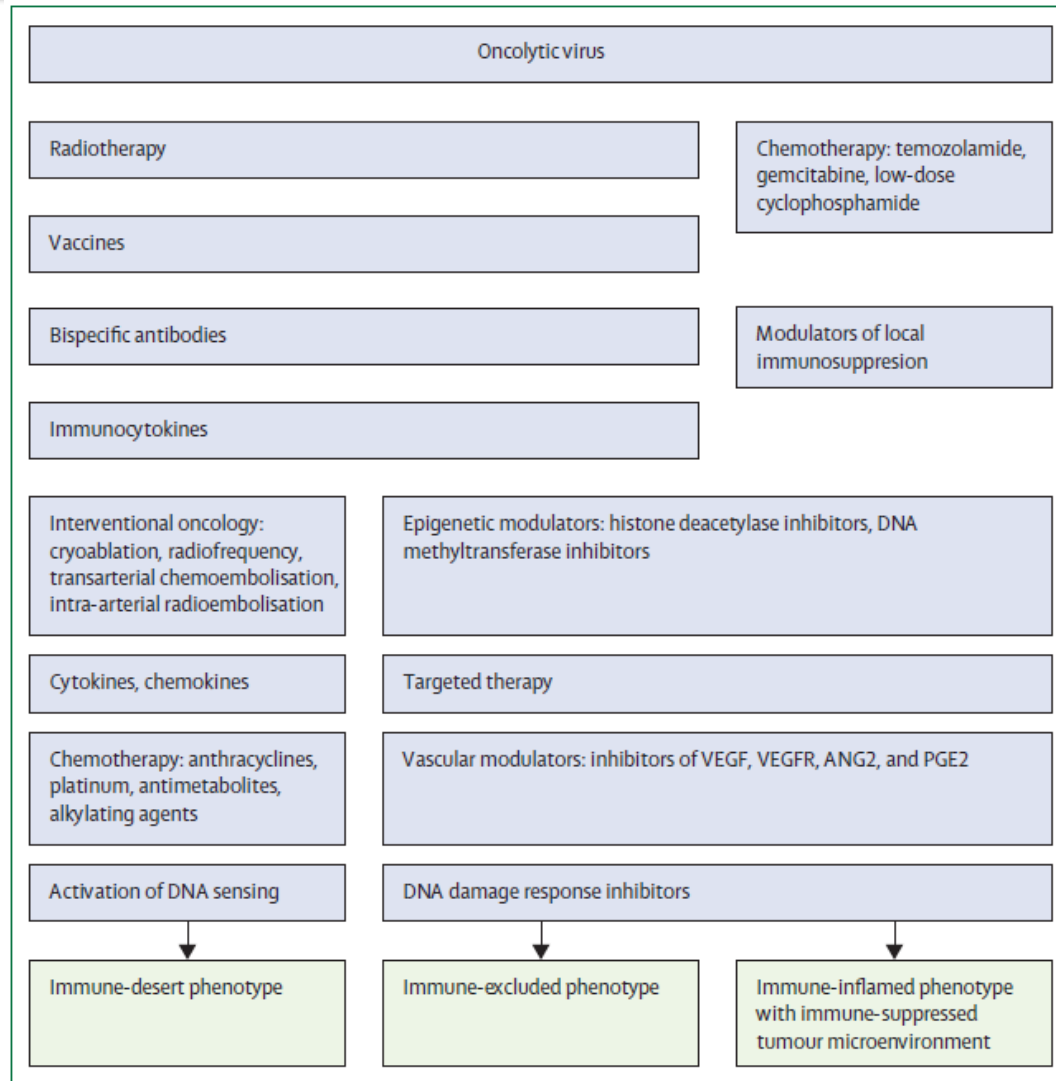 Oncolytic virus
Radiotherapy
Chemotherapy: temozolamide,
gemcitabine, low-dose
cyclophosphamide
Vaccines
Bispecific antibodies
Modulators of local
immunosuppresion
Immunocytokines
Interventional oncology:
cryoablation, radiofrequency,
transarterial chemoembolisation,
intra-arterial radioembolisation
Epigenetic modulators: histone deacetylase inhibitors, DNA
methyltransferase inhibitors
Cytokines, chemokines
Targeted therapy
Chemotherapy: anthracyclines,
platinum, antimetabolites,
alkylating agents
Vascular modulators: inhibitors of VEGF, VEGFR, ANG2, and PGE2
Activation of DNA sensing
DNA damage response inhibitors
Immune-desert phenotype
Immune-excluded phenotype
Immune-inflamed phenotype
with immune-suppressed
tumour microenvironment